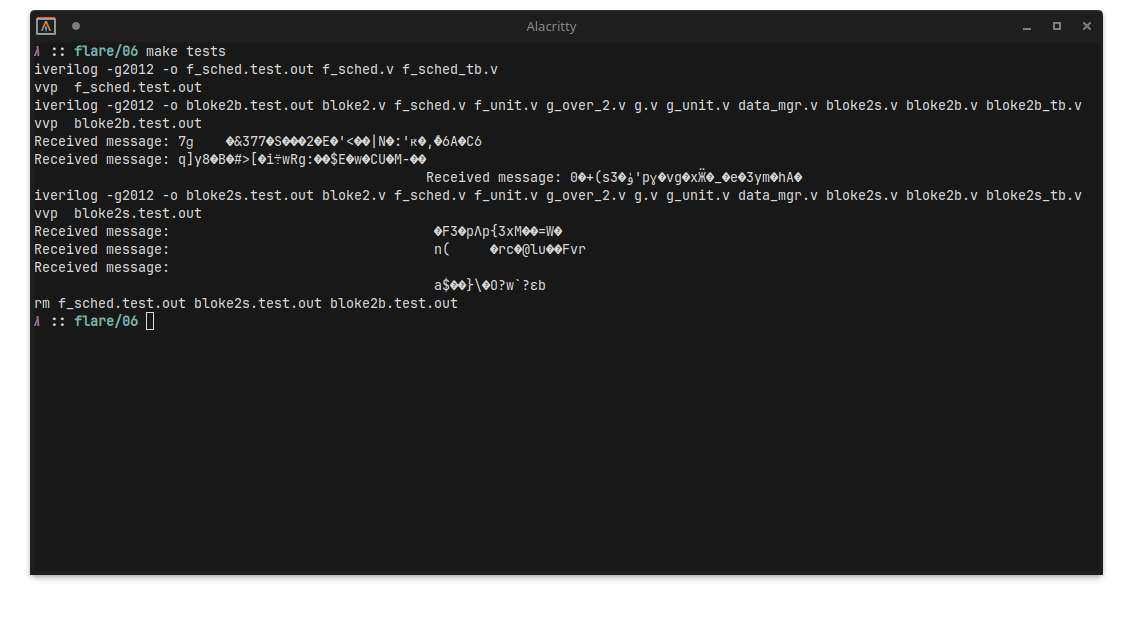 Alacritty
λ :: flare/06 make tests
iverilog -g2012 -o f_sched.test.out f_sched.v f_sched_tb.v
vvp  f_sched.test.out
iverilog -g2012 -o bloke2b.test.out bloke2.v f_sched.v f_unit.v g_over_2.v g.v g_unit.v data_mgr.v bloke2s.v bloke2b.v bloke2b_tb.v
vvp  bloke2b.test.out
Received message: 7g    �&377�S���2�E�'<��|N�:'ĸ�,�6A�C6
Received message: q]y8�B�#>[�i÷wRg:��$E�w�CU�M-��
Received message: 0�+(s3�ۏ'pɣ�vg�xӜ�_�e�3ym�hA�
iverilog -g2012 -o bloke2s.test.out bloke2.v f_sched.v f_unit.v g_over_2.v g.v g_unit.v data_mgr.v bloke2s.v bloke2b.v bloke2s_tb.v
vvp  bloke2s.test.out
Received message: �F3�pɅp{3xM��=W�
Received message: n(     �rc�@lu��Fvr
Received message:
a$��}\�O?w`?εb
rm f_sched.test.out bloke2s.test.out bloke2b.test.out
λ :: flare/06